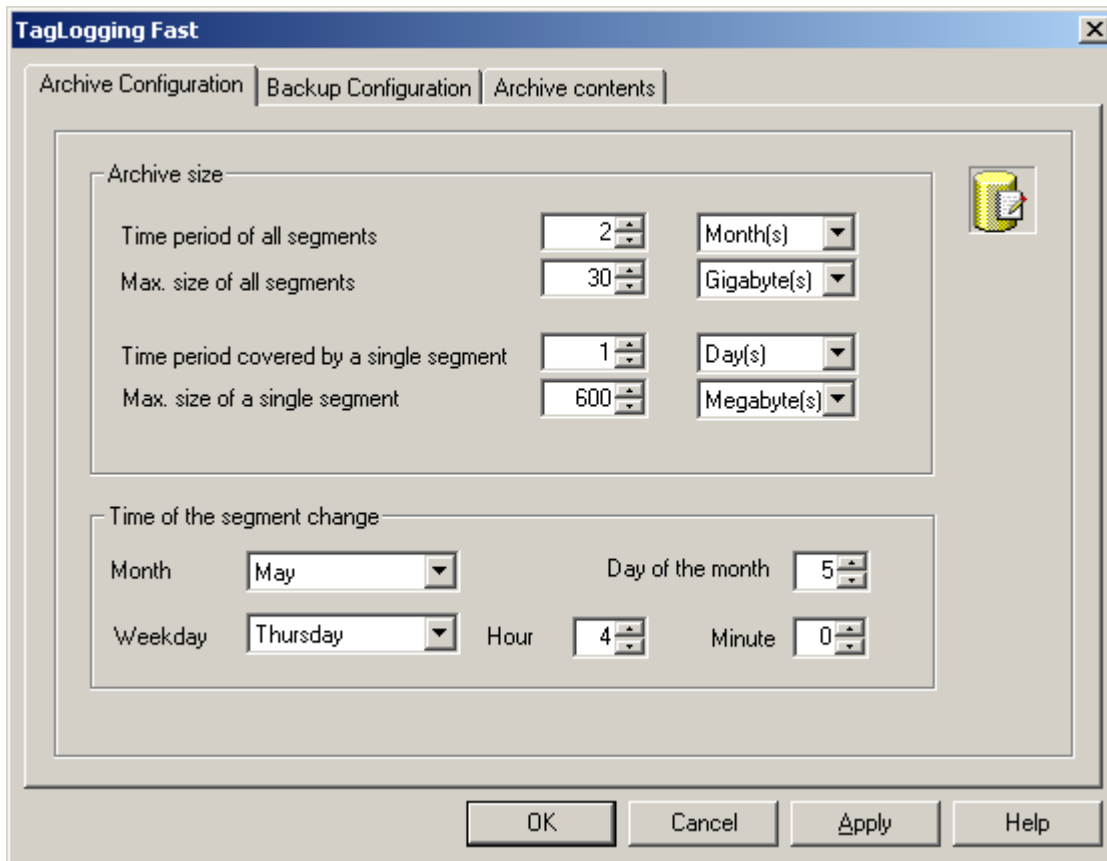 TagLogging Fast
Archive Configuration Backup Configuration Archive contents
Archive size
Time period of all segments 2 Month(s)
Max. size of all segments 30 Gigabyte(s)
Time period covered by a single segment 1 Day(s)
Max. size of a single segment 600 Megabyte(s)
Time of the segment change
Month May Day of the month 5
Weekday Thursday Hour 4 Minute 0
OK Cancel Apply Help